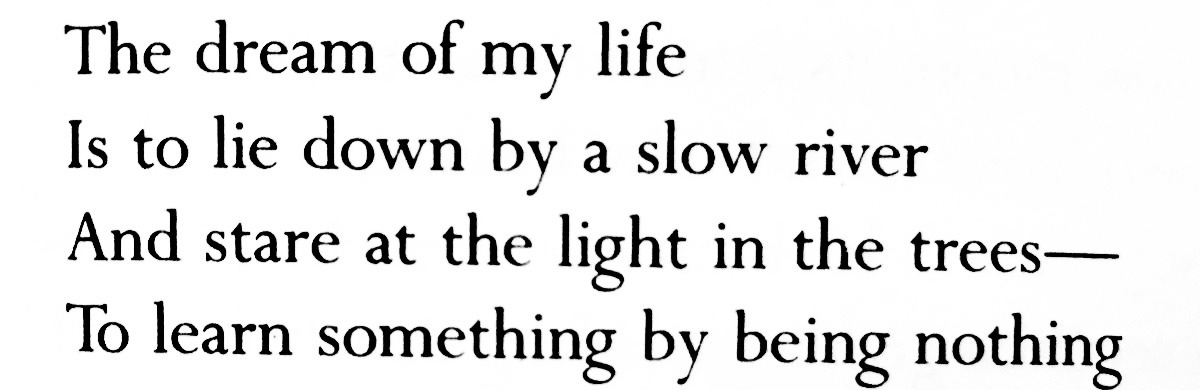 The dream of my life
Is to lie down by a slow river
And stare at the light in the trees—
To learn something by being nothing